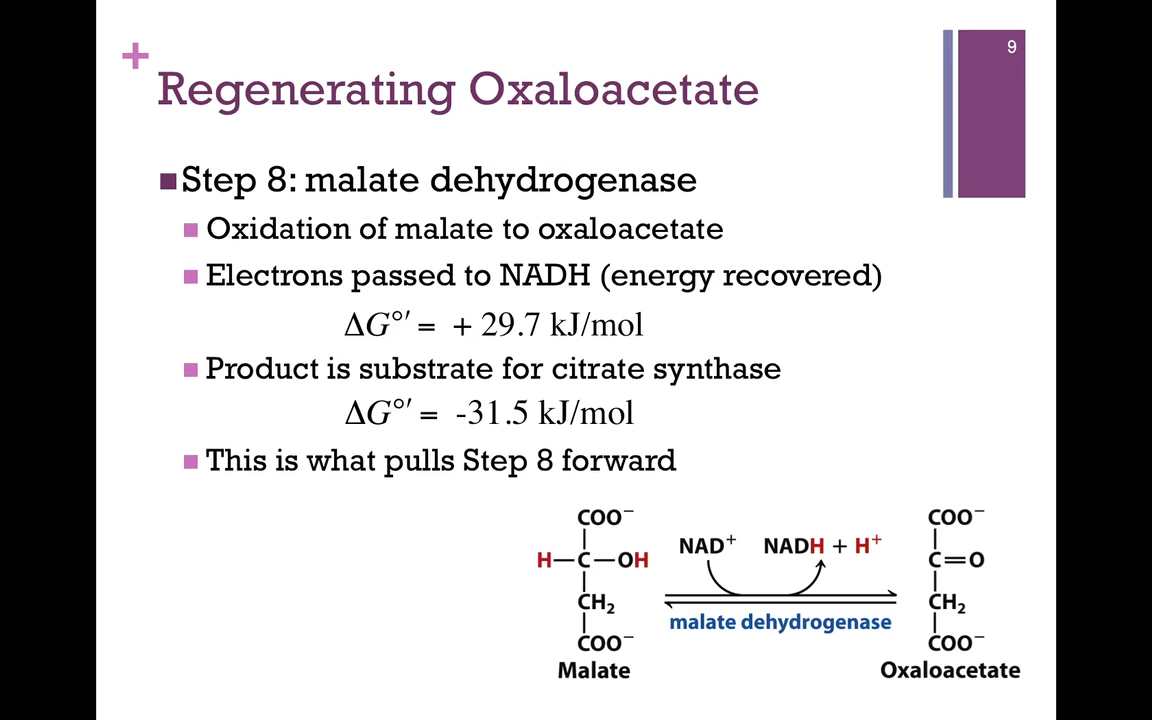 9
+
Regenerating Oxaloacetate
Step 8: malate dehydrogenase
Oxidation of malate to oxaloacetate
Electrons passed to NADH (energy recovered)
ΔG°′ = + 29.7 kJ/mol
Product is substrate for citrate synthase
ΔG°′ = -31.5 kJ/mol
This is what pulls Step 8 forward
COO⁻
H—C—OH
CH₂
COO⁻
Malate
NAD⁺ NADH + H⁺
malate dehydrogenase
COO⁻
C=O
CH₂
COO⁻
Oxaloacetate